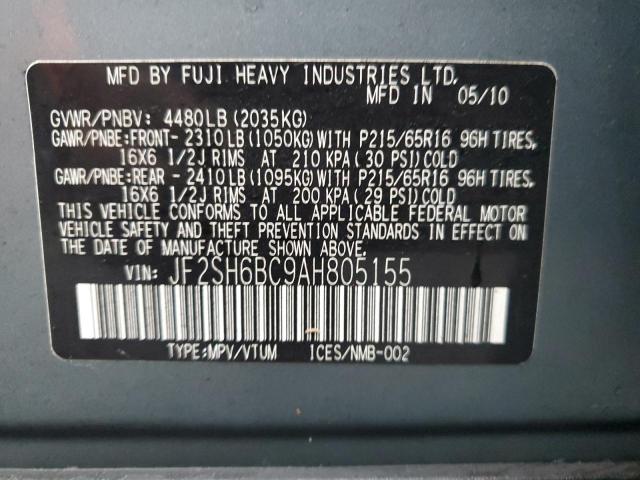 MFD BY FUJI HEAVY INDUSTRIES LTD.
MFD IN 05/10
GVWR/PNBV: 4480LB (2035KG)
GAWR/PNBE:FRONT- 2310LB (1050KG) WITH P215/65R16 96H TIRES,
16X6 1/2J RIMS AT 210 KPA (30 PSI) COLD
GAWR/PNBE:REAR - 2410LB (1095KG) WITH P215/65R16 96H TIRES,
16X6 1/2J RIMS AT 200 KPA (29 PSI) COLD
THIS VEHICLE CONFORMS TO ALL APPLICABLE FEDERAL MOTOR
VEHICLE SAFETY AND THEFT PREVENTION STANDARDS IN EFFECT ON
THE DATE OF MANUFACTURE SHOWN ABOVE.
VIN: JF2SH6BC9AH805155
TYPE:MPV/VTUM ICES/NMB-002